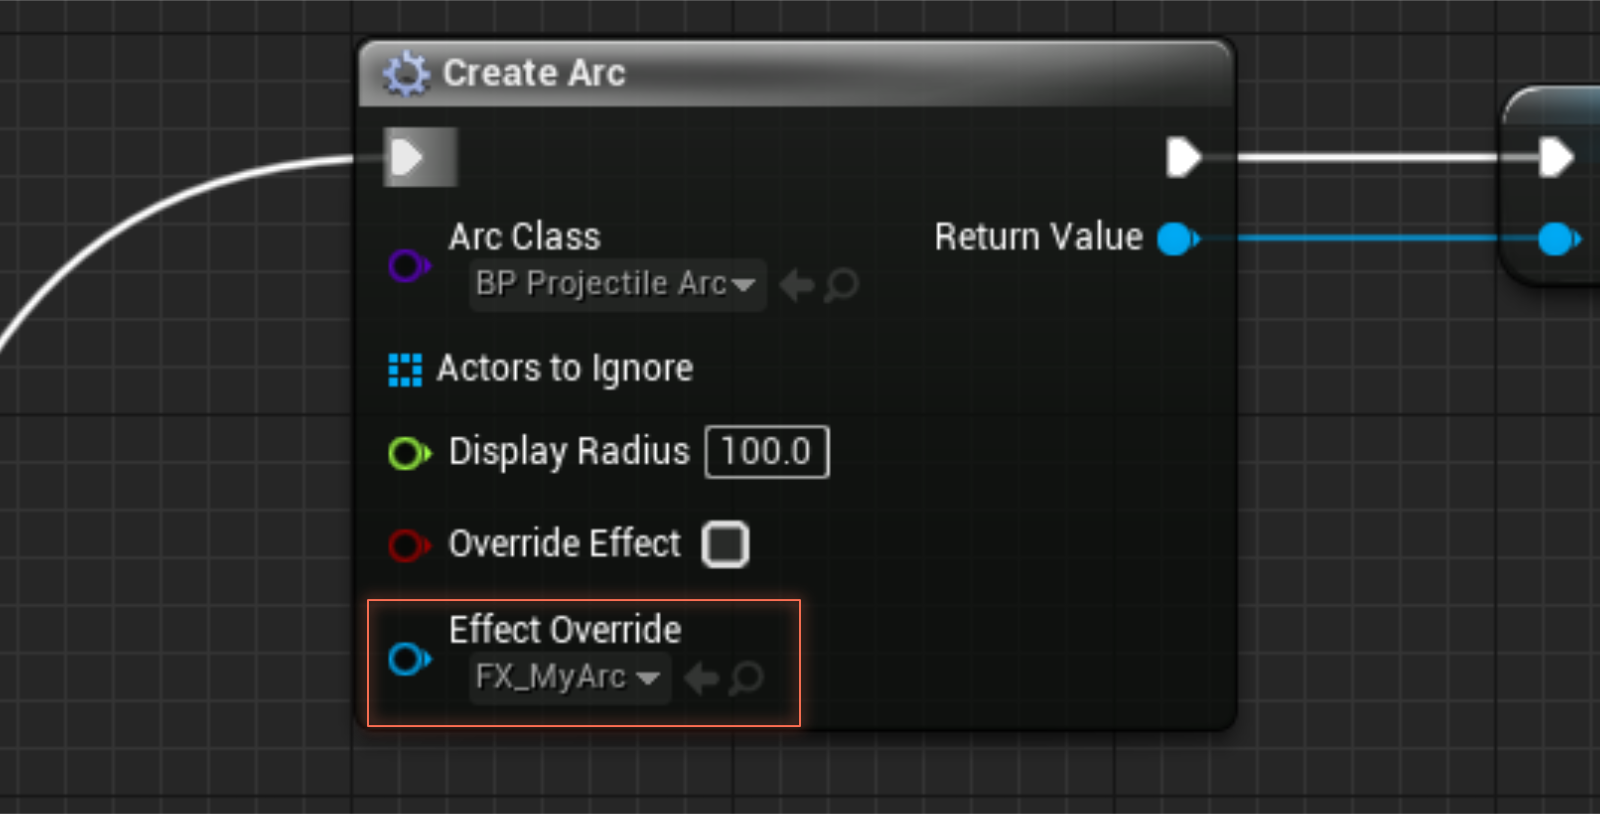 Create Arc
Arc Class
Return Value
BP Projectile Arc
Actors to Ignore
Display Radius 100.0
Override Effect
Effect Override
FX_MyArc